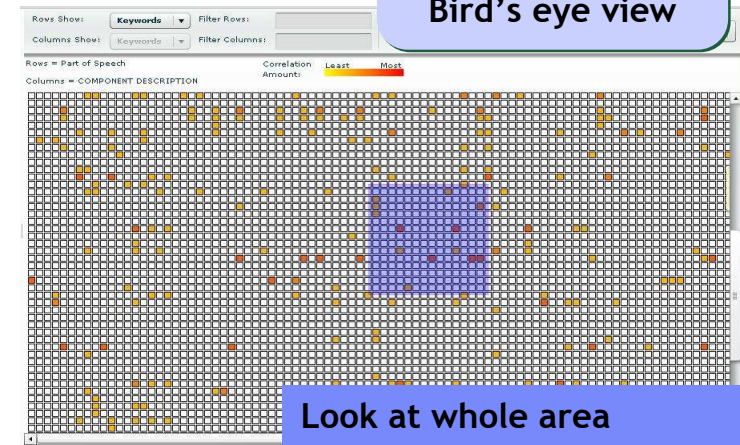 Bird's eye view
Rows Show: Keywords Filter Rows:
Columns Show: Keywords Filter Columns:
Rows = Part of Speech
Columns = COMPONENT DESCRIPTION
Correlation Amount: Least Most
Look at whole area